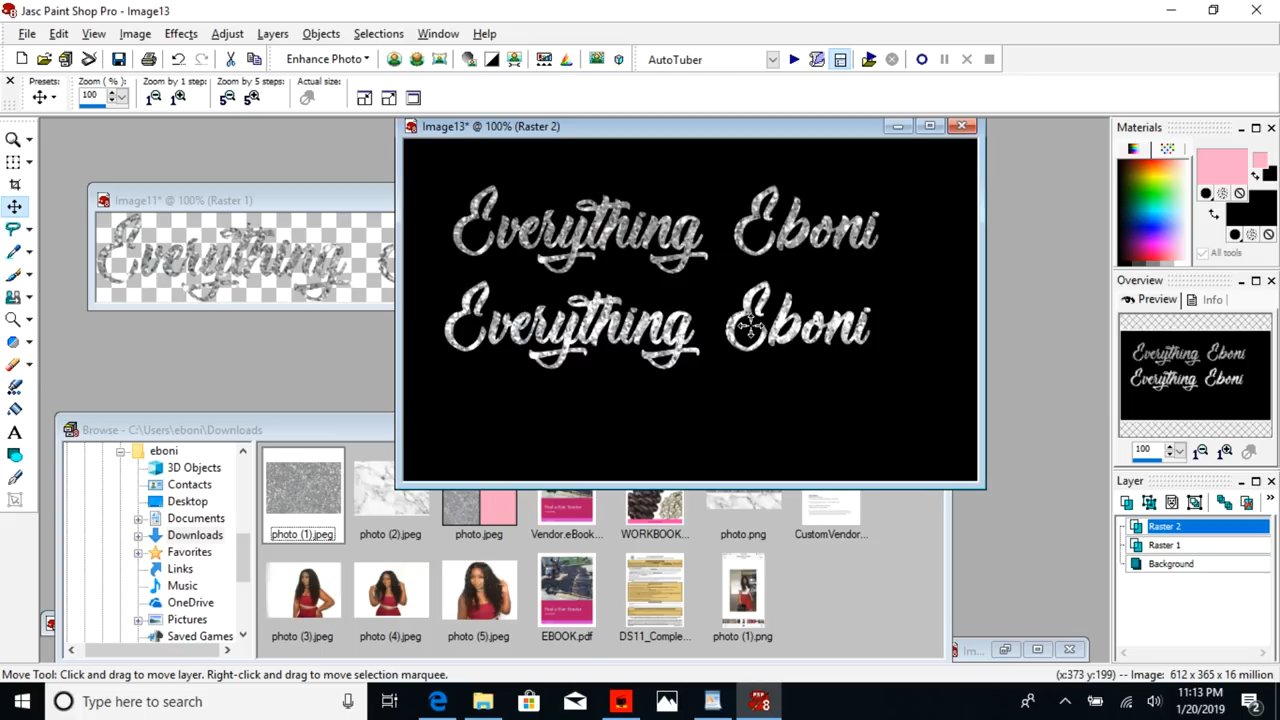 Jasc Paint Shop Pro - Image13
File Edit View Image Effects Adjust Layers Objects Selections Window Help
Enhance Photo AutoTuber
Presets: Zoom ( % ): Zoom by 1 step: Zoom by 5 steps: Actual size:
100
Image13* @ 100% (Raster 2)
Materials
Image11* @ 100% (Raster 1)
Everything Eboni
Everything Eboni
Everything
All tools
Overview
Preview Info
100
Browse - C:\Users\eboni\Downloads
eboni
3D Objects
Contacts
Desktop
Documents
Downloads
Favorites
Links
Music
OneDrive
Pictures
Saved Games
photo (1).jpeg photo (2).jpeg photo.jpeg Vendor.eBook... WORKBOOK... photo.png CustomVendor...
photo (3).jpeg photo (4).jpeg photo (5).jpeg EBOOK.pdf DS11_Comple... photo (1).png
Layer
Raster 2
Raster 1
Background
Im...
Move Tool: Click and drag to move layer. Right-click and drag to move selection marquee.
(x:373 y:199) -- Image: 612 x 365 x 16 million
Type here to search
11:13 PM
1/20/2019
2